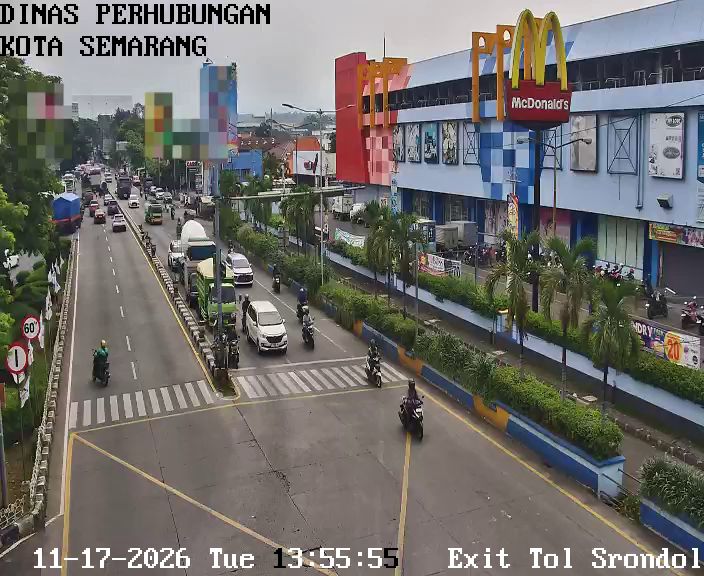 DINAS PERHUBUNGAN
KOTA SEMARANG
McDonald's
60
20
11-17-2026 Tue 13:55:55 Exit Tol Srondol